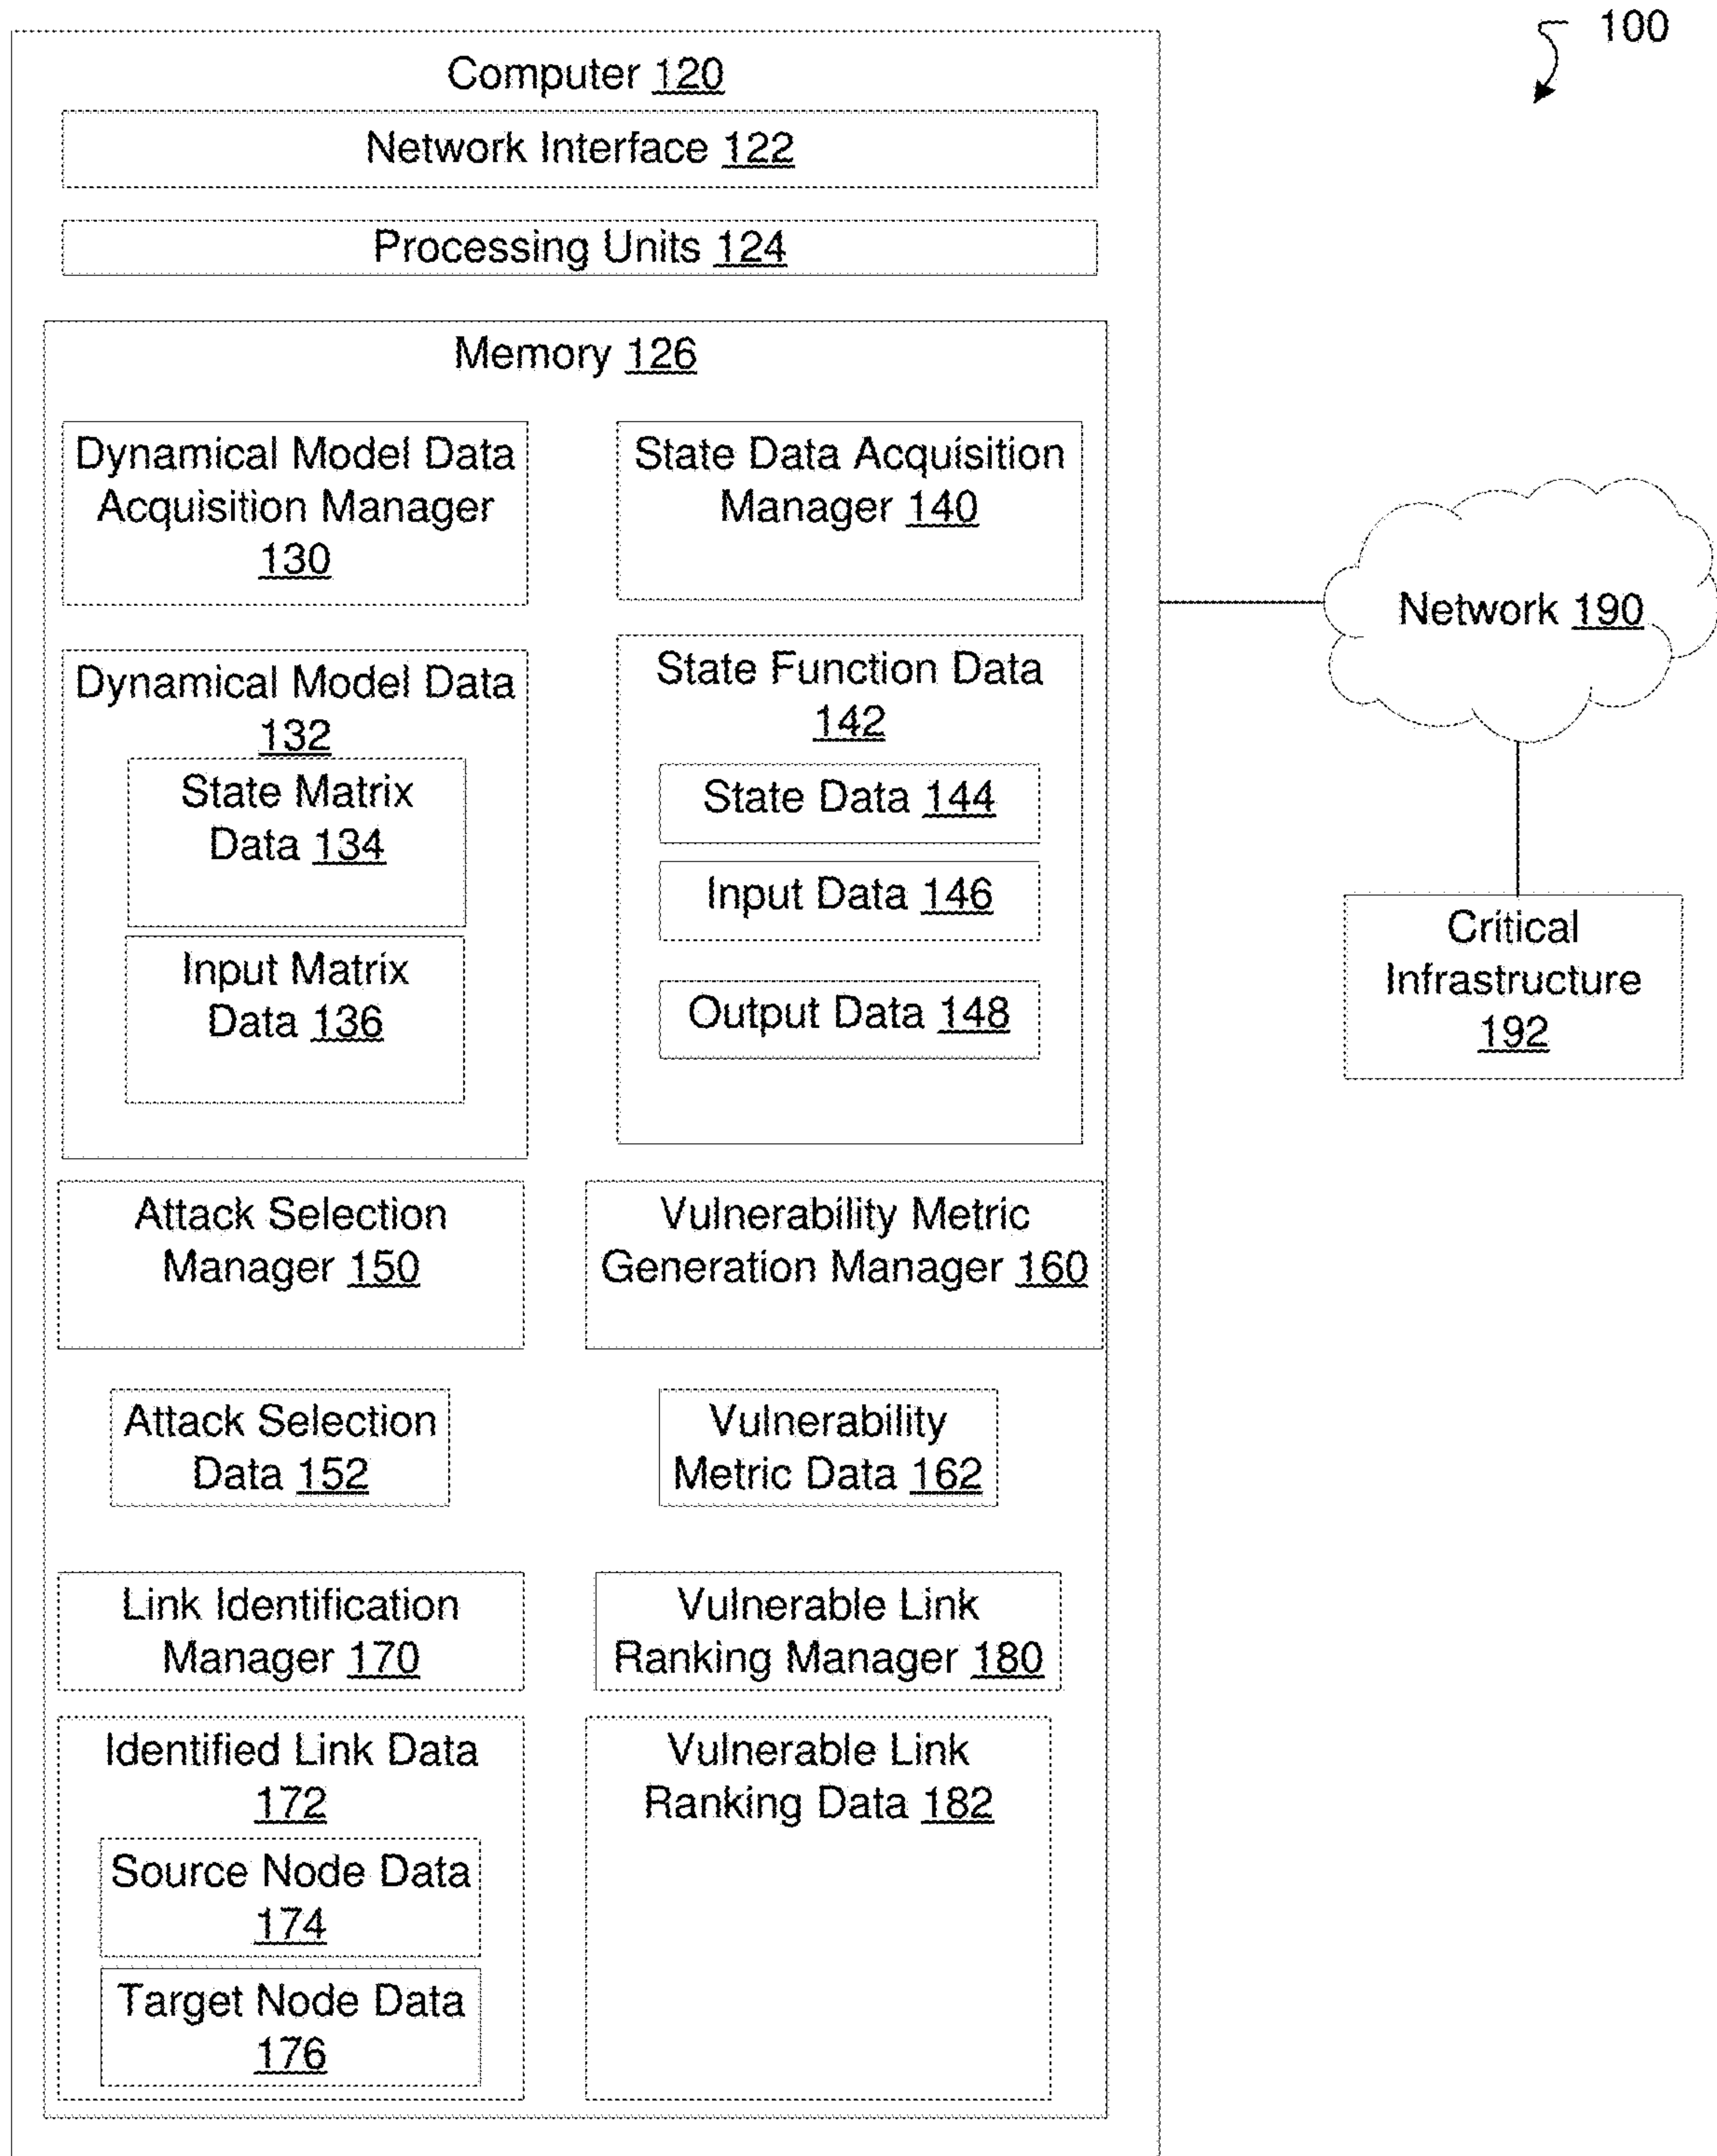 100
Computer 120
Network Interface 122
Processing Units 124
Memory 126
Dynamical Model Data
Acquisition Manager
130
State Data Acquisition
Manager 140
Dynamical Model Data
132
State Matrix
Data 134
Input Matrix
Data 136
State Function Data
142
State Data 144
Input Data 146
Output Data 148
Attack Selection
Manager 150
Vulnerability Metric
Generation Manager 160
Attack Selection
Data 152
Vulnerability
Metric Data 162
Link Identification
Manager 170
Vulnerable Link
Ranking Manager 180
Identified Link Data
172
Source Node Data
174
Target Node Data
176
Vulnerable Link
Ranking Data 182
Network 190
Critical
Infrastructure
192